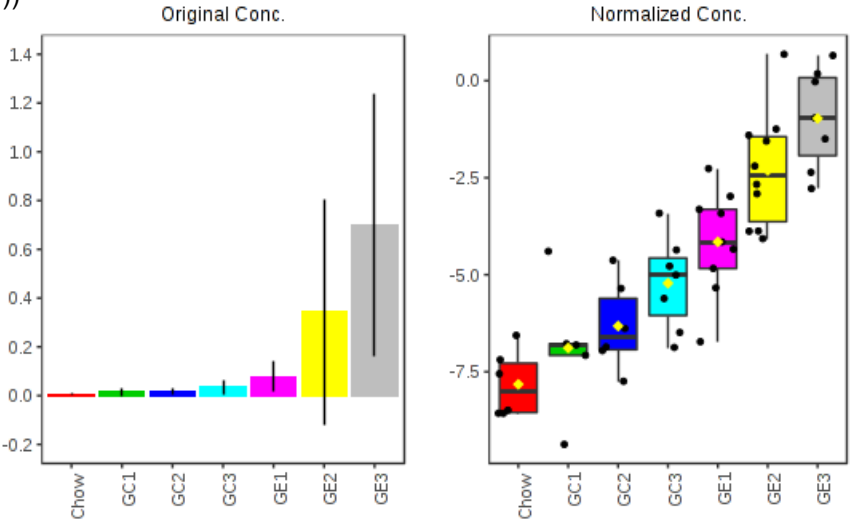 ))
Original Conc.
Normalized Conc.
1.4
1.2
1.0
0.8
0.6
0.4
0.2
0.0
-0.2
Chow
GC1
GC2
GC3
GE1
GE2
GE3
0.0
-2.5
-5.0
-7.5
Chow
GC1
GC2
GC3
GE1
GE2
GE3